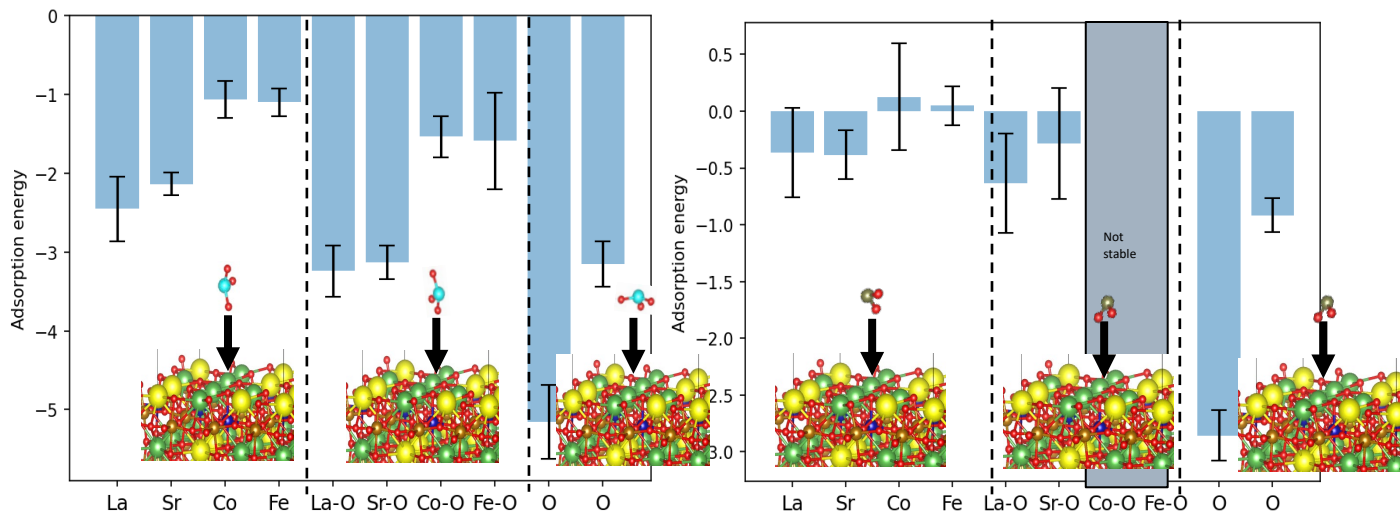 0
−1
−2
−3
−4
−5
Adsorption energy
La Sr Co Fe La-O Sr-O Co-O Fe-O O O
0.5
0.0
−0.5
−1.0
−1.5
−2.0
2.5
3.0
Adsorption energy
Not
stable
La Sr Co Fe La-O Sr-O Co-O Fe-O O O